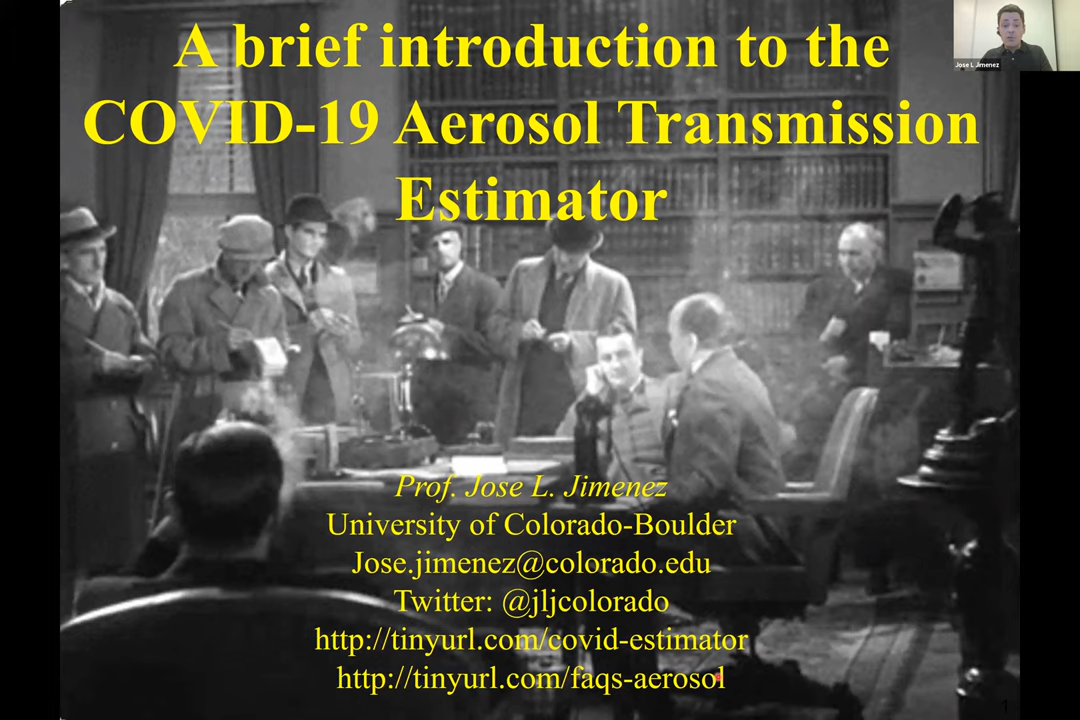 A brief introduction to the
COVID-19 Aerosol Transmission
Estimator
Jose L Jimenez
Prof. Jose L. Jimenez
University of Colorado-Boulder
Jose.jimenez@colorado.edu
Twitter: @jljcolorado
http://tinyurl.com/covid-estimator
http://tinyurl.com/faqs-aerosol
1